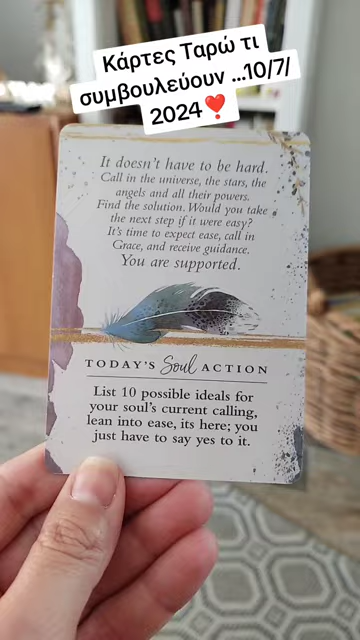 Κάρτες Ταρώ τι
συμβουλεύουν ...10/7/
2024❣️
It doesn't have to be hard.
Call in the universe, the stars, the
angels and all their powers.
Find the solution. Would you take
the next step if it were easy?
It's time to expect ease, call in
Grace, and receive guidance.
You are supported.
TODAY'S Soul ACTION
List 10 possible ideals for
your soul's current calling,
lean into ease, its here; you
just have to say yes to it.